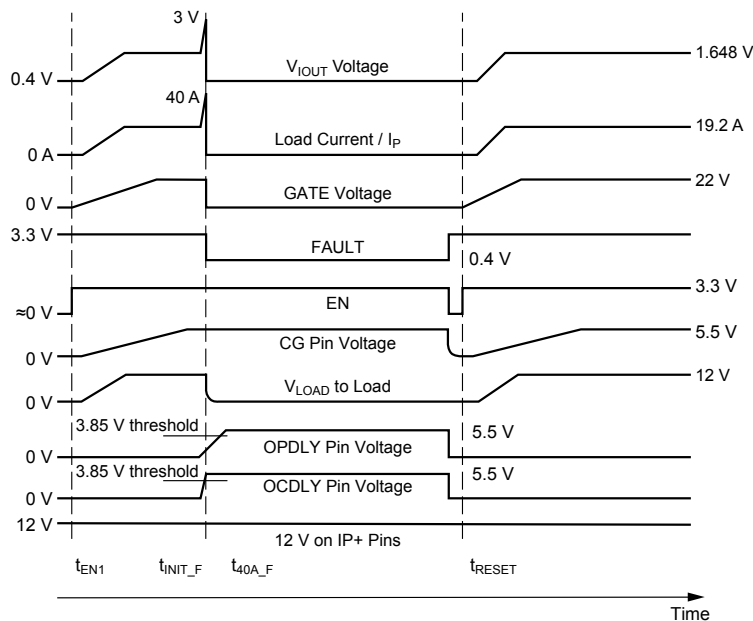 3 V
1.648 V
V_IOUT Voltage
0.4 V
40 A
19.2 A
Load Current / I_P
0 A
22 V
GATE Voltage
0 V
3.3 V
FAULT
0.4 V
3.3 V
EN
≈0 V
5.5 V
CG Pin Voltage
0 V
12 V
V_LOAD to Load
0 V
3.85 V threshold
5.5 V
OPDLY Pin Voltage
0 V
3.85 V threshold
5.5 V
OCDLY Pin Voltage
0 V
12 V
12 V on IP+ Pins
t_EN1 t_INIT_F t_40A_F t_RESET
Time